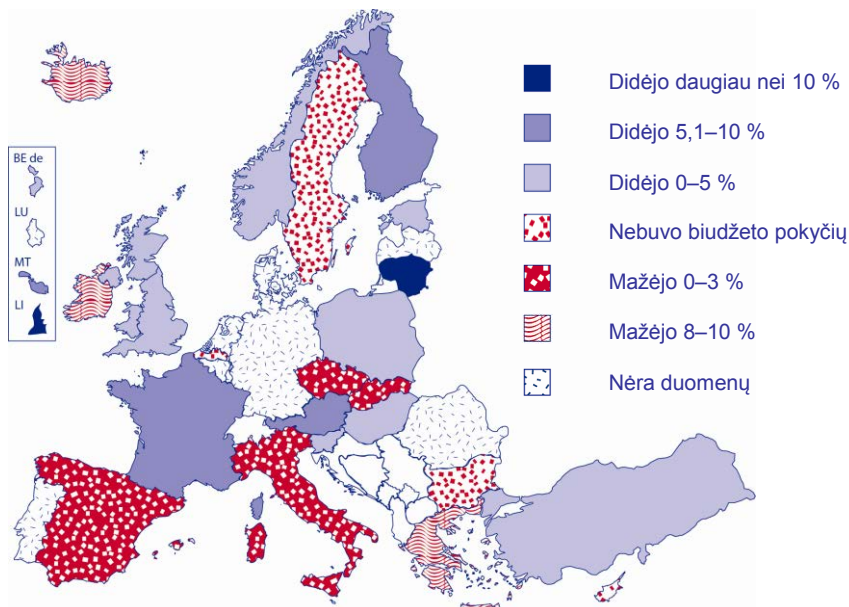 BE de
LU
MT
LI
Didėjo daugiau nei 10 %
Didėjo 5,1–10 %
Didėjo 0–5 %
Nebuvo biudžeto pokyčių
Mažėjo 0–3 %
Mažėjo 8–10 %
Nėra duomenų